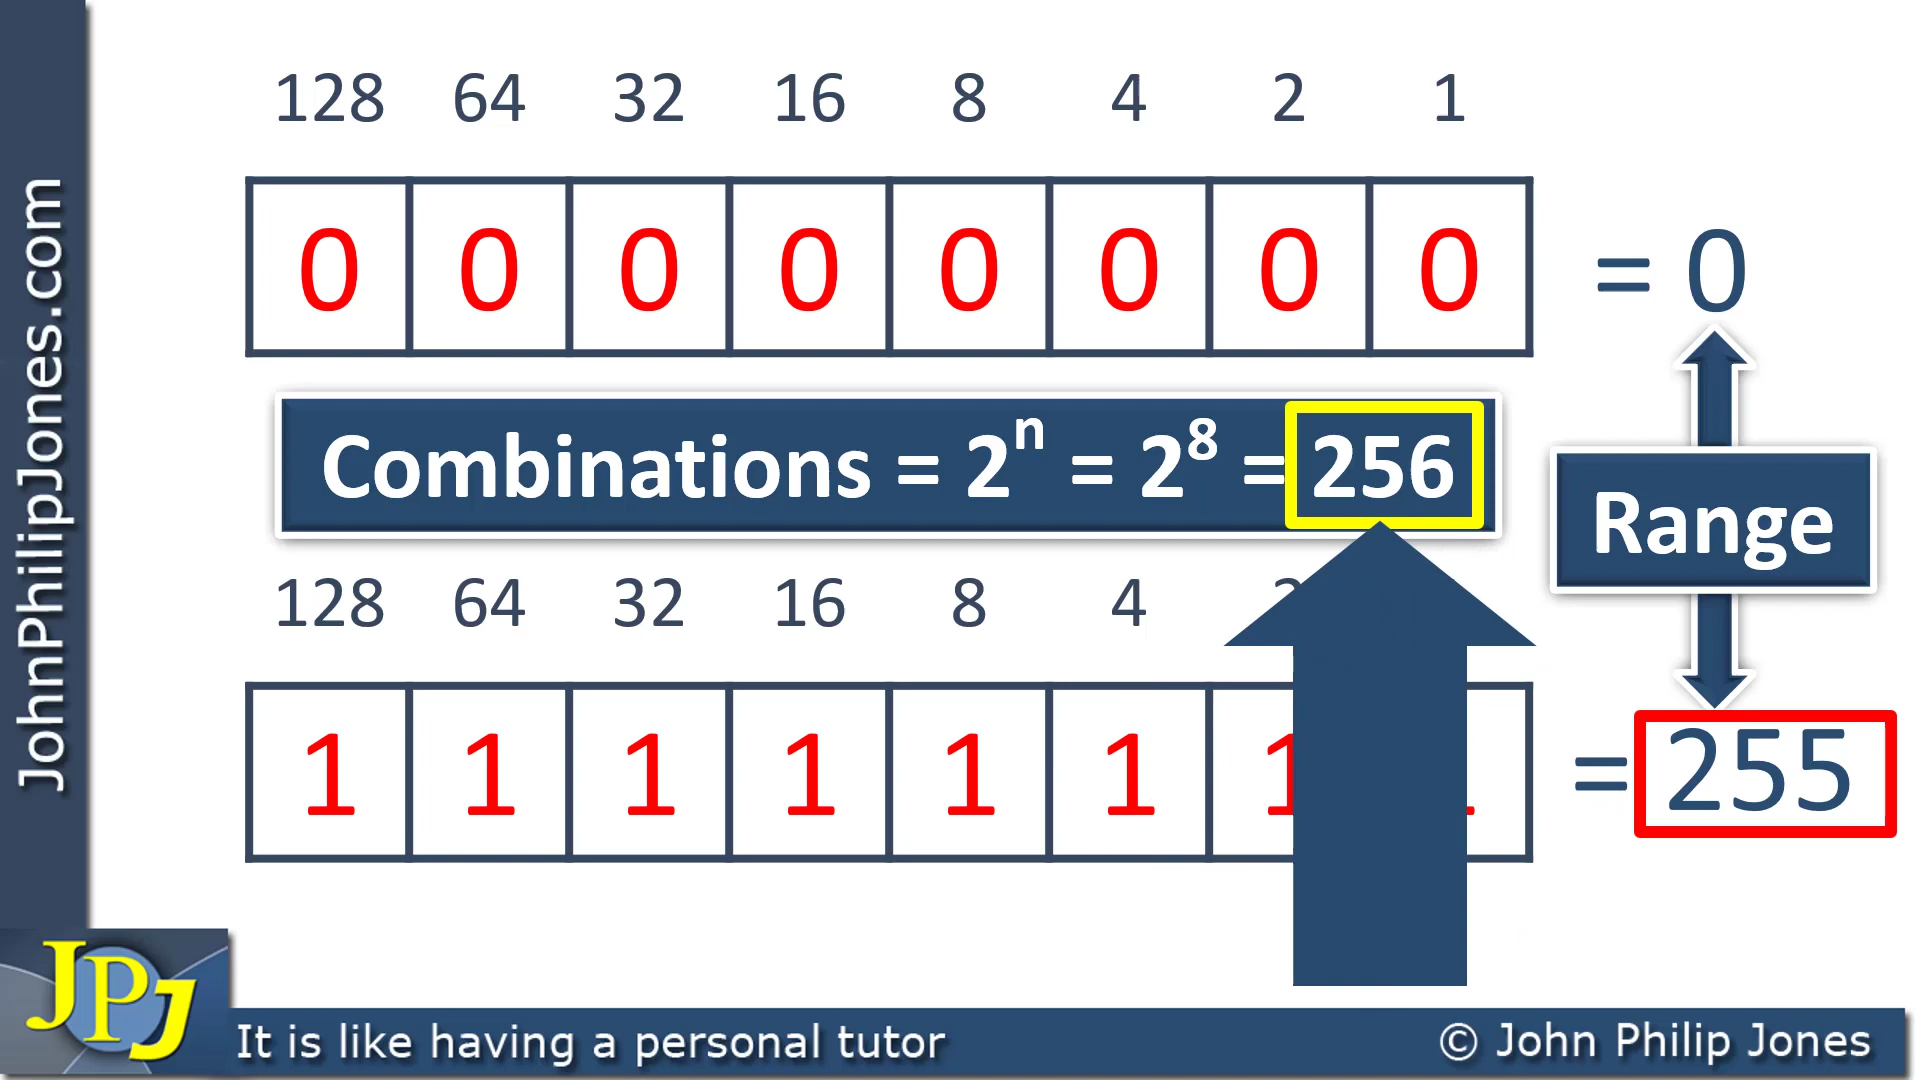 JohnPhilipJones.com
128 64 32 16 8 4 2 1
0 0 0 0 0 0 0 0 = 0
Combinations = 2ⁿ = 2⁸ = 256
Range
128 64 32 16 8 4
1 1 1 1 1 1 1 = 255
JPJ
It is like having a personal tutor
© John Philip Jones